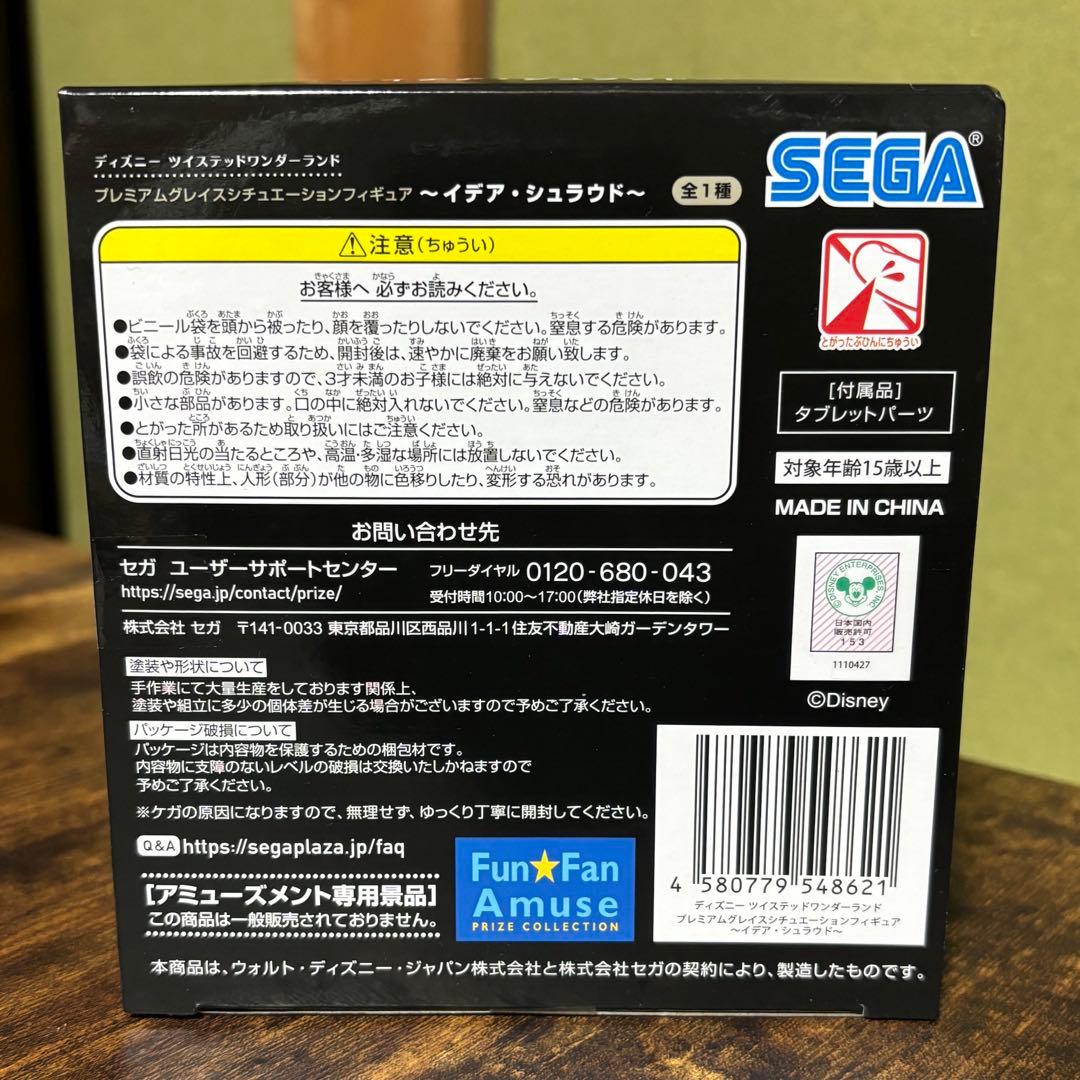 ディズニー ツイステッドワンダーランド
プレミアムグレイスシチュエーションフィギュア 〜イデア・シュラウド〜 全1種
SEGA®
⚠注意(ちゅうい)
お客様へ 必ずお読みください。
●ビニール袋を頭から被ったり、顔を覆ったりしないでください。窒息する危険があります。
●袋による事故を回避するため、開封後は、速やかに廃棄をお願い致します。
●誤飲の危険がありますので、3才未満のお子様には絶対に与えないでください。
●小さな部品があります。口の中に絶対入れないでください。窒息などの危険があります。
●とがった所があるため取り扱いにはご注意ください。
●直射日光の当たるところや、高温・多湿な場所には放置しないでください。
●材質の特性上、人形(部分)が他の物に色移りしたり、変形する恐れがあります。
とがったぶひんにちゅうい
[付属品]
タブレットパーツ
対象年齢15歳以上
MADE IN CHINA
お問い合わせ先
セガ ユーザーサポートセンター フリーダイヤル 0120-680-043
https://sega.jp/contact/prize/ 受付時間10:00〜17:00(弊社指定休日を除く)
株式会社 セガ 〒141-0033 東京都品川区西品川1-1-1住友不動産大崎ガーデンタワー
©DISNEY ENTERPRISES, INC.
日本国内
販売許可
153
1110427
©Disney
塗装や形状について
手作業にて大量生産をしております関係上、
塗装や組立に多少の個体差が生じる場合がございますので予めご了承ください。
パッケージ破損について
パッケージは内容物を保護するための梱包材です。
内容物に支障のないレベルの破損は交換いたしかねますので
予めご了承ください。
※ケガの原因になりますので、無理せず、ゆっくり丁寧に開封してください。
Q&A https://segaplaza.jp/faq
[アミューズメント専用景品]
この商品は一般販売されておりません。
Fun★Fan
Amuse
PRIZE COLLECTION
4 580779 548621
ディズニー ツイステッドワンダーランド
プレミアムグレイスシチュエーションフィギュア
〜イデア・シュラウド〜
本商品は、ウォルト・ディズニー・ジャパン株式会社と株式会社セガの契約により、製造したものです。